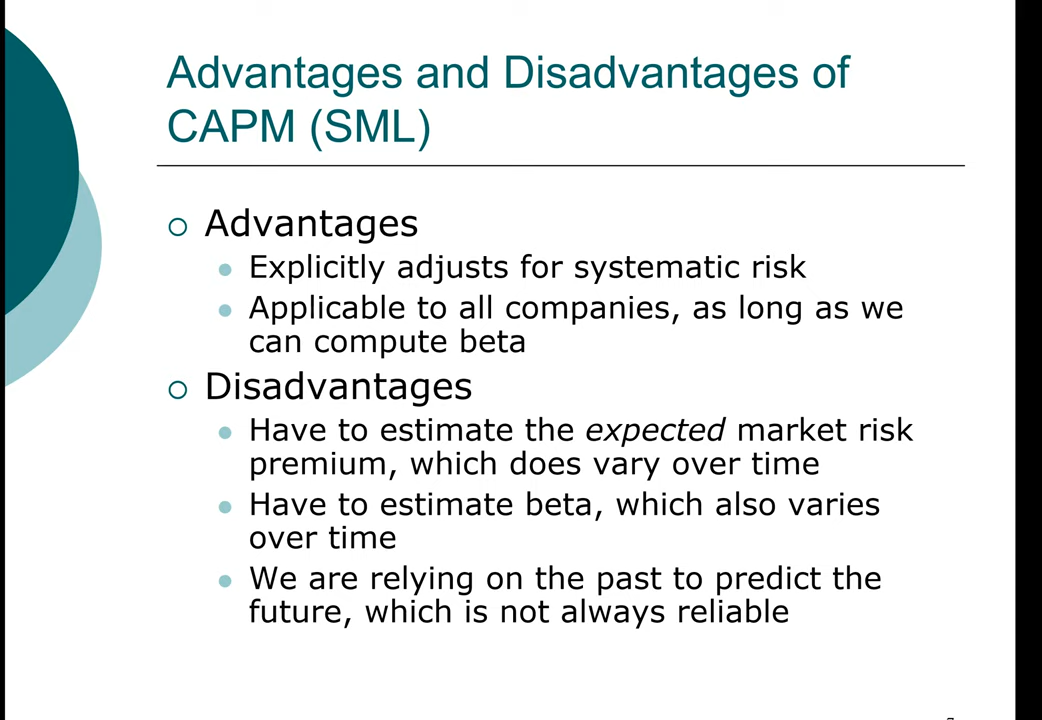 Advantages and Disadvantages of
CAPM (SML)
Advantages
Explicitly adjusts for systematic risk
Applicable to all companies, as long as we
can compute beta
Disadvantages
Have to estimate the expected market risk
premium, which does vary over time
Have to estimate beta, which also varies
over time
We are relying on the past to predict the
future, which is not always reliable